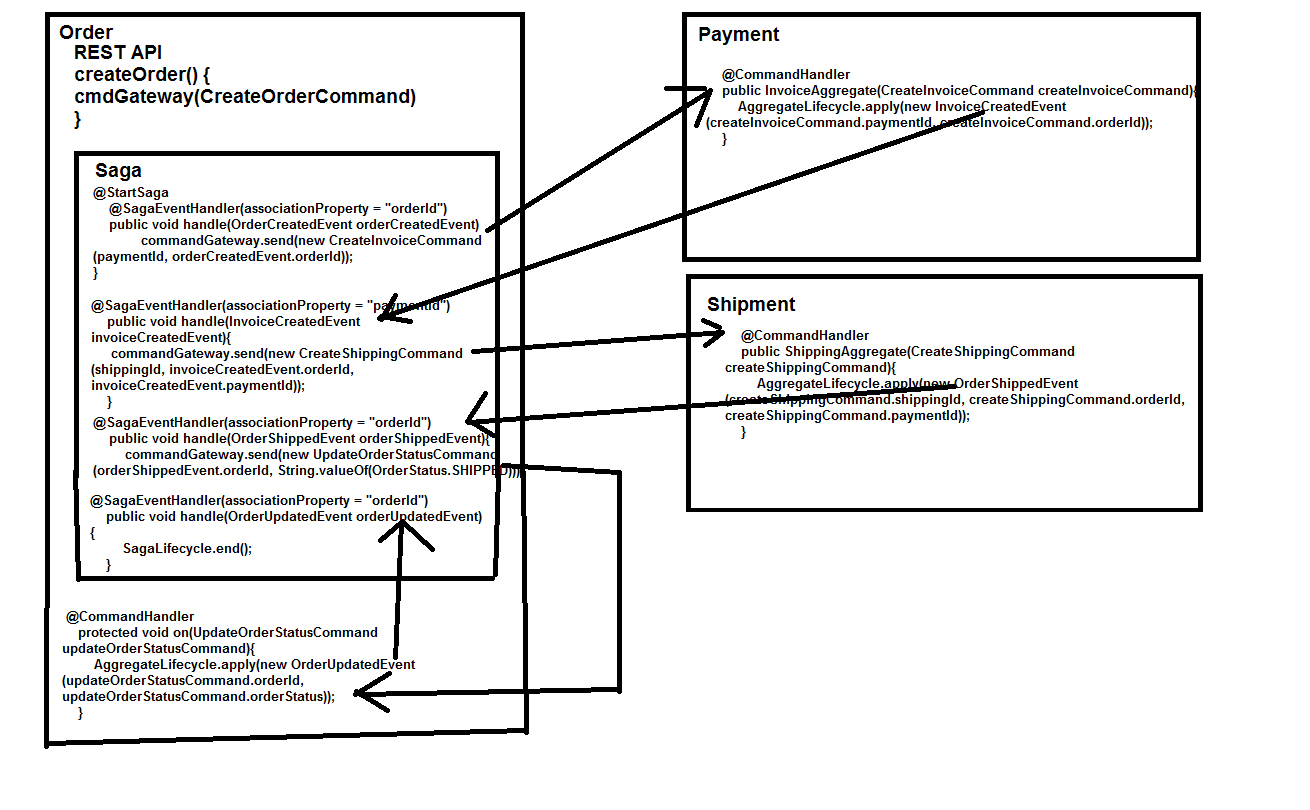 Order
REST API
createOrder() {
cmdGateway(CreateOrderCommand)
}
Saga
@StartSaga
@SagaEventHandler(associationProperty = "orderId")
public void handle(OrderCreatedEvent orderCreatedEvent)
commandGateway.send(new CreateInvoiceCommand
(paymentId, orderCreatedEvent.orderId));
}
@SagaEventHandler(associationProperty = "paymentId")
public void handle(InvoiceCreatedEvent
invoiceCreatedEvent){
commandGateway.send(new CreateShippingCommand
(shippingId, invoiceCreatedEvent.orderId,
invoiceCreatedEvent.paymentId));
}
@SagaEventHandler(associationProperty = "orderId")
public void handle(OrderShippedEvent orderShippedEvent){
commandGateway.send(new UpdateOrderStatusCommand
(orderShippedEvent.orderId, String.valueOf(OrderStatus.SHIPPED)));
@SagaEventHandler(associationProperty = "orderId")
public void handle(OrderUpdatedEvent orderUpdatedEvent)
{
SagaLifecycle.end();
}
@CommandHandler
protected void on(UpdateOrderStatusCommand
updateOrderStatusCommand){
AggregateLifecycle.apply(new OrderUpdatedEvent
(updateOrderStatusCommand.orderId,
updateOrderStatusCommand.orderStatus));
}
Payment
@CommandHandler
public InvoiceAggregate(CreateInvoiceCommand createInvoiceCommand){
AggregateLifecycle.apply(new InvoiceCreatedEvent
(createInvoiceCommand.paymentId, createInvoiceCommand.orderId));
}
Shipment
@CommandHandler
public ShippingAggregate(CreateShippingCommand
createShippingCommand){
AggregateLifecycle.apply(new OrderShippedEvent
(createShippingCommand.shippingId, createShippingCommand.orderId,
createShippingCommand.paymentId));
}